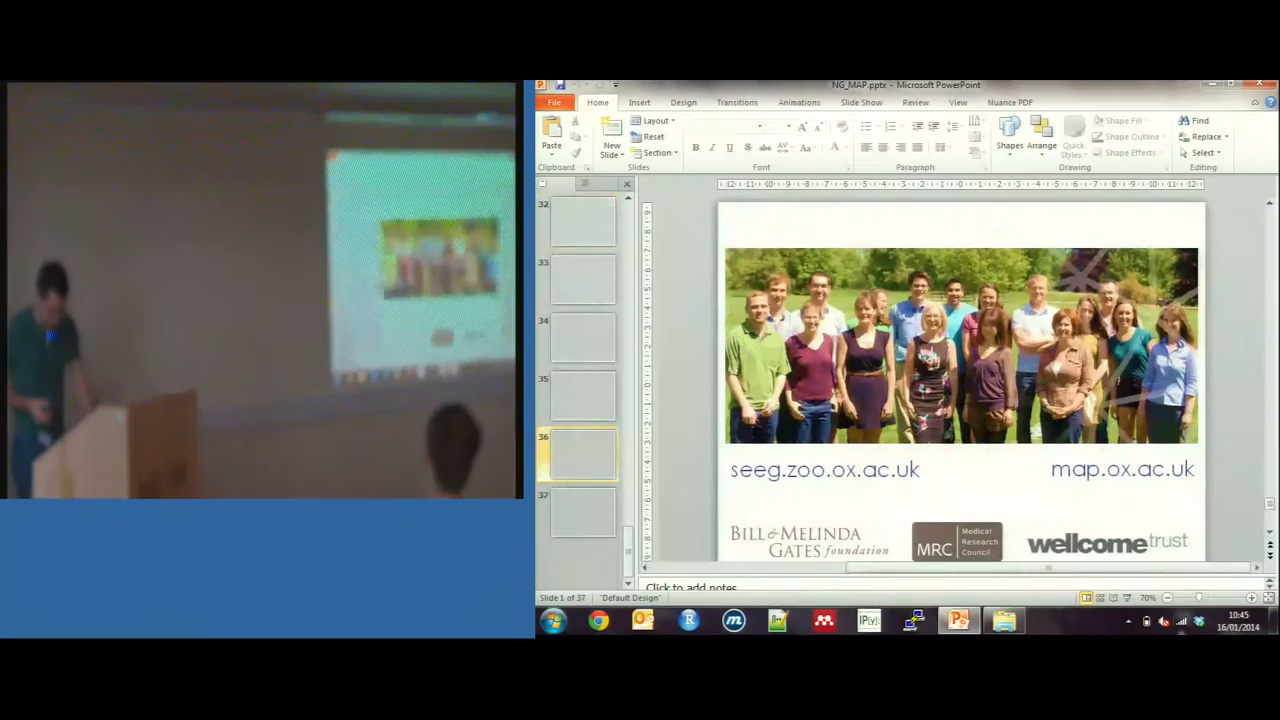 NG_MAP.pptx - Microsoft PowerPoint
File Home Insert Design Transitions Animations Slide Show Review View Nuance PDF
Paste
New
Slide
Layout
Reset
Section
Shapes
Arrange
Quick
Styles
Shape Fill
Shape Outline
Shape Effects
Find
Replace
Select
Clipboard Slides Font Paragraph Drawing Editing
32
33
34
35
36
37
seeg.zoo.ox.ac.uk
map.ox.ac.uk
BILL & MELINDA
GATES foundation
MRC
Medical
Research
Council
wellcometrust
Click to add notes
Slide 1 of 37 "Default Design" 70%
IP[y]:
10:45
16/01/2014